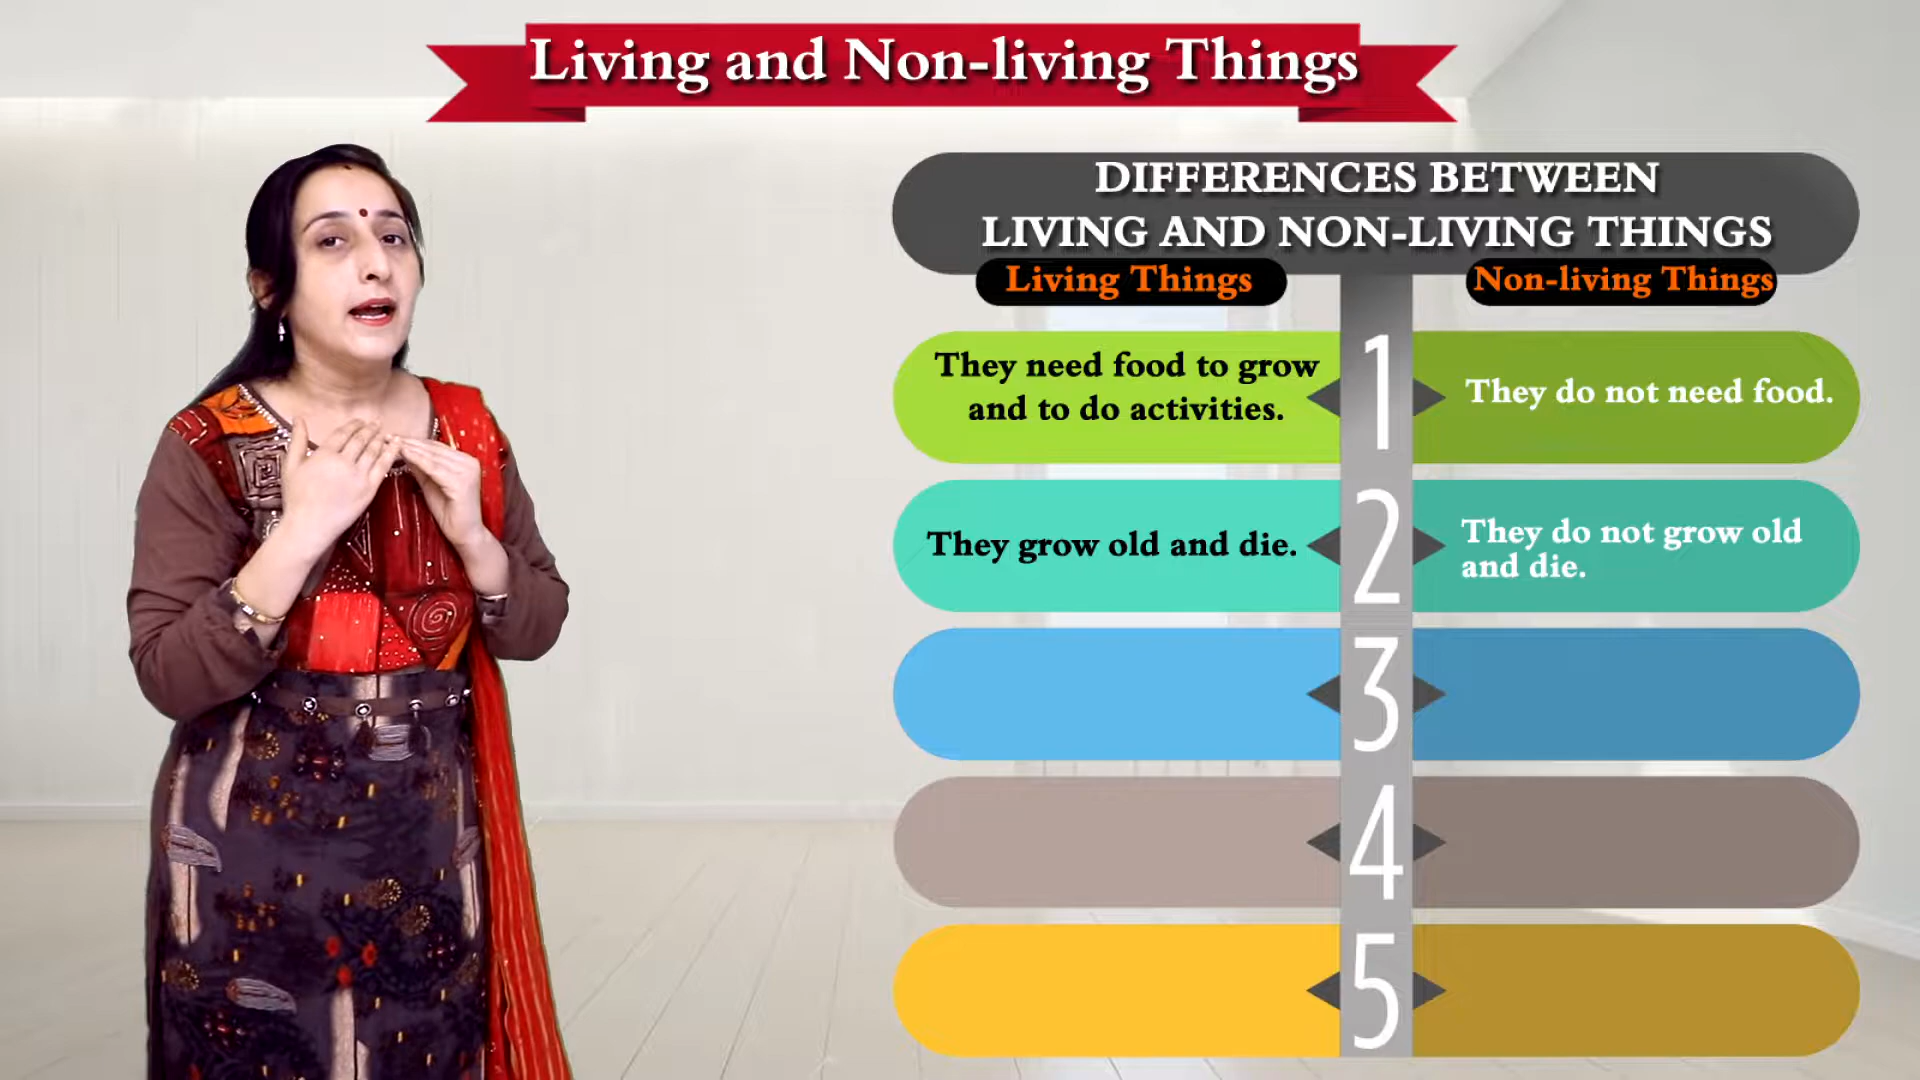 Living and Non-living Things
DIFFERENCES BETWEEN
LIVING AND NON-LIVING THINGS
Living Things
Non-living Things
They need food to grow
and to do activities.
1
They do not need food.
They grow old and die.
2
They do not grow old
and die.
3
4
5